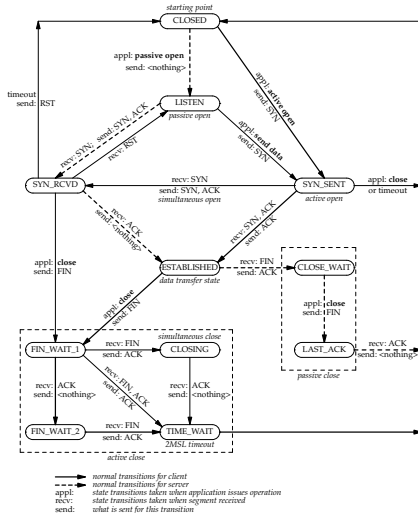 starting point
CLOSED
appl: passive open
send: <nothing>
timeout
send: RST
appl: active open
send: SYN
LISTEN
passive open
recv: SYN; send: SYN, ACK
recv: RST
appl: send data
send: SYN
SYN_RCVD
recv: SYN
send: SYN, ACK
simultaneous open
SYN_SENT
active open
appl: close
or timeout
recv: ACK
send: <nothing>
recv: SYN, ACK
send: ACK
appl: close
send: FIN
ESTABLISHED
data transfer state
recv: FIN
send: ACK
CLOSE_WAIT
appl: close
send: FIN
appl: close
send: FIN
LAST_ACK
recv: ACK
send: <nothing>
passive close
simultaneous close
FIN_WAIT_1
recv: FIN
send: ACK
CLOSING
recv: ACK
send: <nothing>
recv: FIN, ACK
send: ACK
recv: ACK
send: <nothing>
FIN_WAIT_2
recv: FIN
send: ACK
TIME_WAIT
2MSL timeout
active close
normal transitions for client
normal transitions for server
appl: state transitions taken when application issues operation
recv: state transitions taken when segment received
send: what is sent for this transition